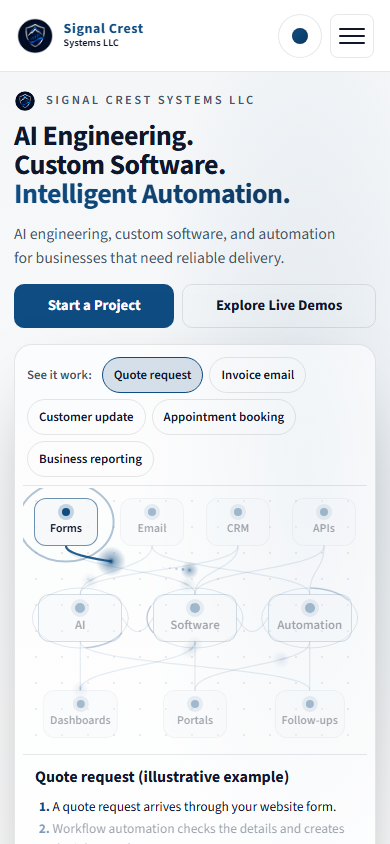 Signal Crest
Systems LLC
SIGNAL CREST SYSTEMS LLC
AI Engineering.
Custom Software.
Intelligent Automation.
AI engineering, custom software, and automation
for businesses that need reliable delivery.
Start a Project
Explore Live Demos
See it work:
Quote request
Invoice email
Customer update
Appointment booking
Business reporting
Forms
Email
CRM
APIs
AI
Software
Automation
Dashboards
Portals
Follow-ups
Quote request (illustrative example)
1. A quote request arrives through your website form.
2. Workflow automation checks the details and creates